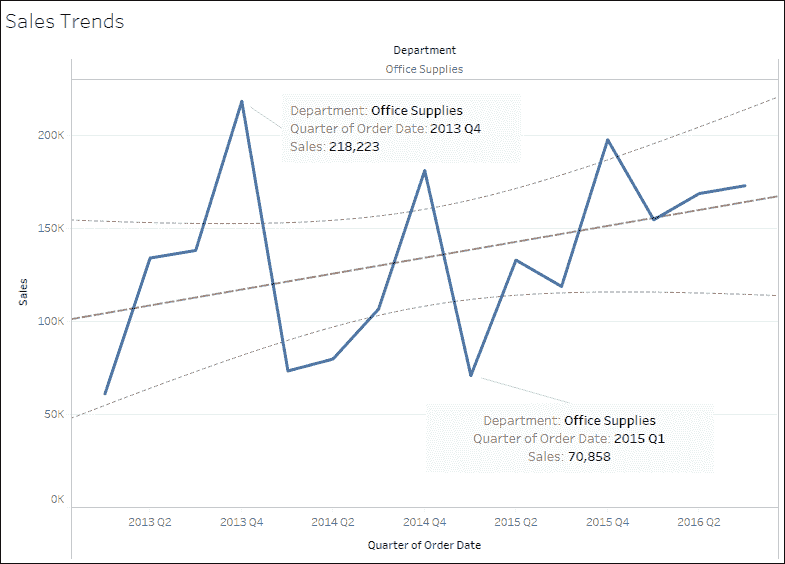 Sales Trends
Department
Office Supplies
Department: Office Supplies
Quarter of Order Date: 2013 Q4
Sales: 218,223
200K
150K
Sales
100K
50K
0K
Department: Office Supplies
Quarter of Order Date: 2015 Q1
Sales: 70,858
2013 Q2 2013 Q4 2014 Q2 2014 Q4 2015 Q2 2015 Q4 2016 Q2
Quarter of Order Date